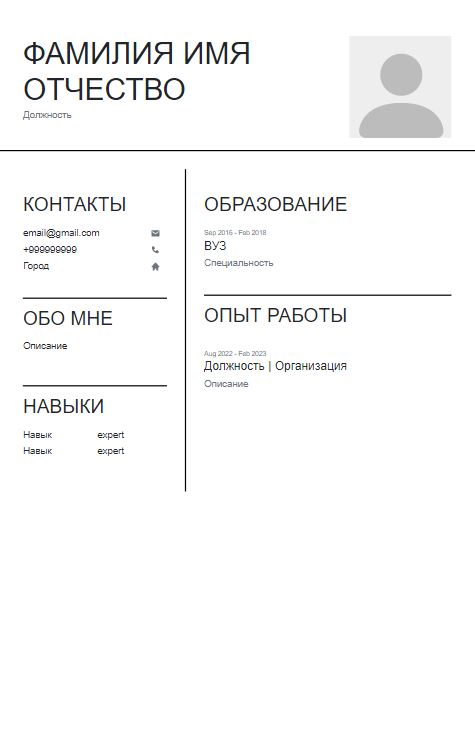 ФАМИЛИЯ ИМЯ
ОТЧЕСТВО
Должность
КОНТАКТЫ
email@gmail.com
+999999999
Город
ОБО МНЕ
Описание
НАВЫКИ
Навык expert
Навык expert
ОБРАЗОВАНИЕ
Sep 2016 - Feb 2018
ВУЗ
Специальность
ОПЫТ РАБОТЫ
Aug 2022 - Feb 2023
Должность | Организация
Описание